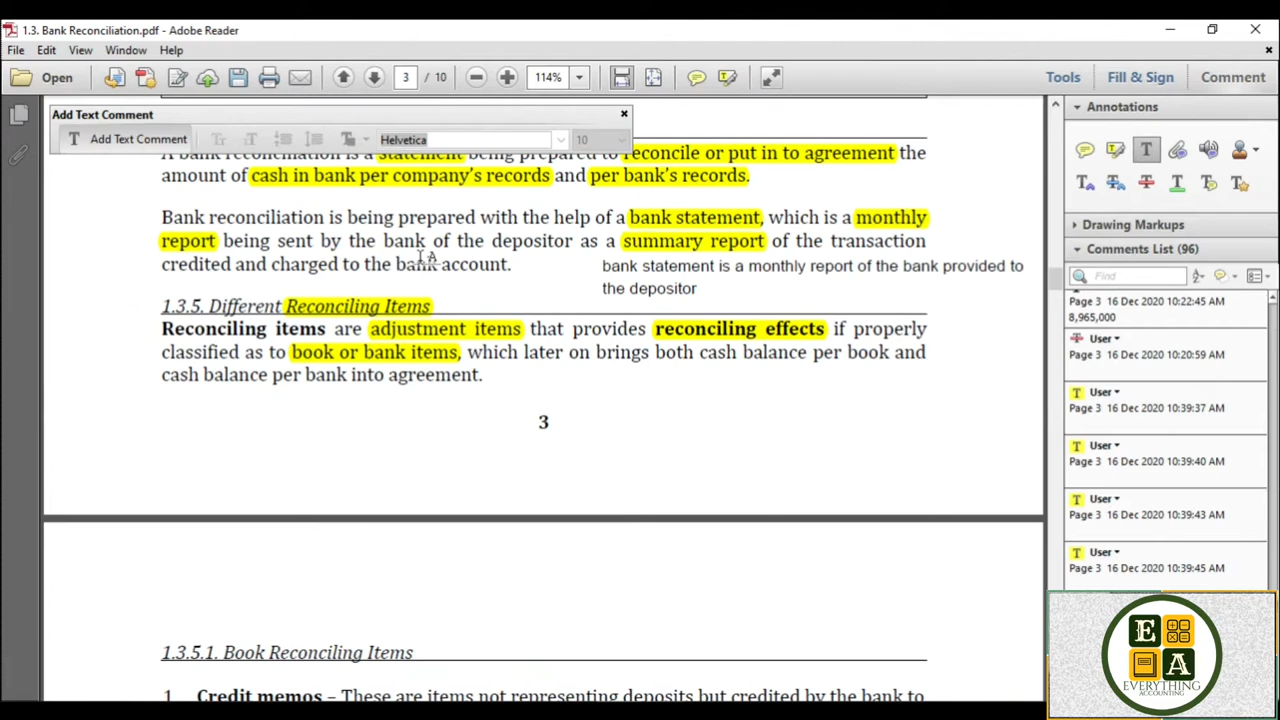 1.3. Bank Reconciliation.pdf - Adobe Reader
File Edit View Window Help
Open 3 / 10 114% Tools Fill & Sign Comment
Add Text Comment
Add Text Comment Helvetica 10
A bank reconciliation is a statement being prepared to reconcile or put in to agreement the
amount of cash in bank per company's records and per bank's records.
Bank reconciliation is being prepared with the help of a bank statement, which is a monthly
report being sent by the bank of the depositor as a summary report of the transaction
credited and charged to the bank account.
bank statement is a monthly report of the bank provided to
the depositor
1.3.5. Different Reconciling Items
Reconciling items are adjustment items that provides reconciling effects if properly
classified as to book or bank items, which later on brings both cash balance per book and
cash balance per bank into agreement.
3
1.3.5.1. Book Reconciling Items
1. Credit memos – These are items not representing deposits but credited by the bank to
Annotations
Drawing Markups
Comments List (96)
Find
Page 3 16 Dec 2020 10:22:45 AM
8,965,000
User
Page 3 16 Dec 2020 10:20:59 AM
User
Page 3 16 Dec 2020 10:39:37 AM
User
Page 3 16 Dec 2020 10:39:40 AM
User
Page 3 16 Dec 2020 10:39:43 AM
User
Page 3 16 Dec 2020 10:39:45 AM
E
A
EVERYTHING
ACCOUNTING